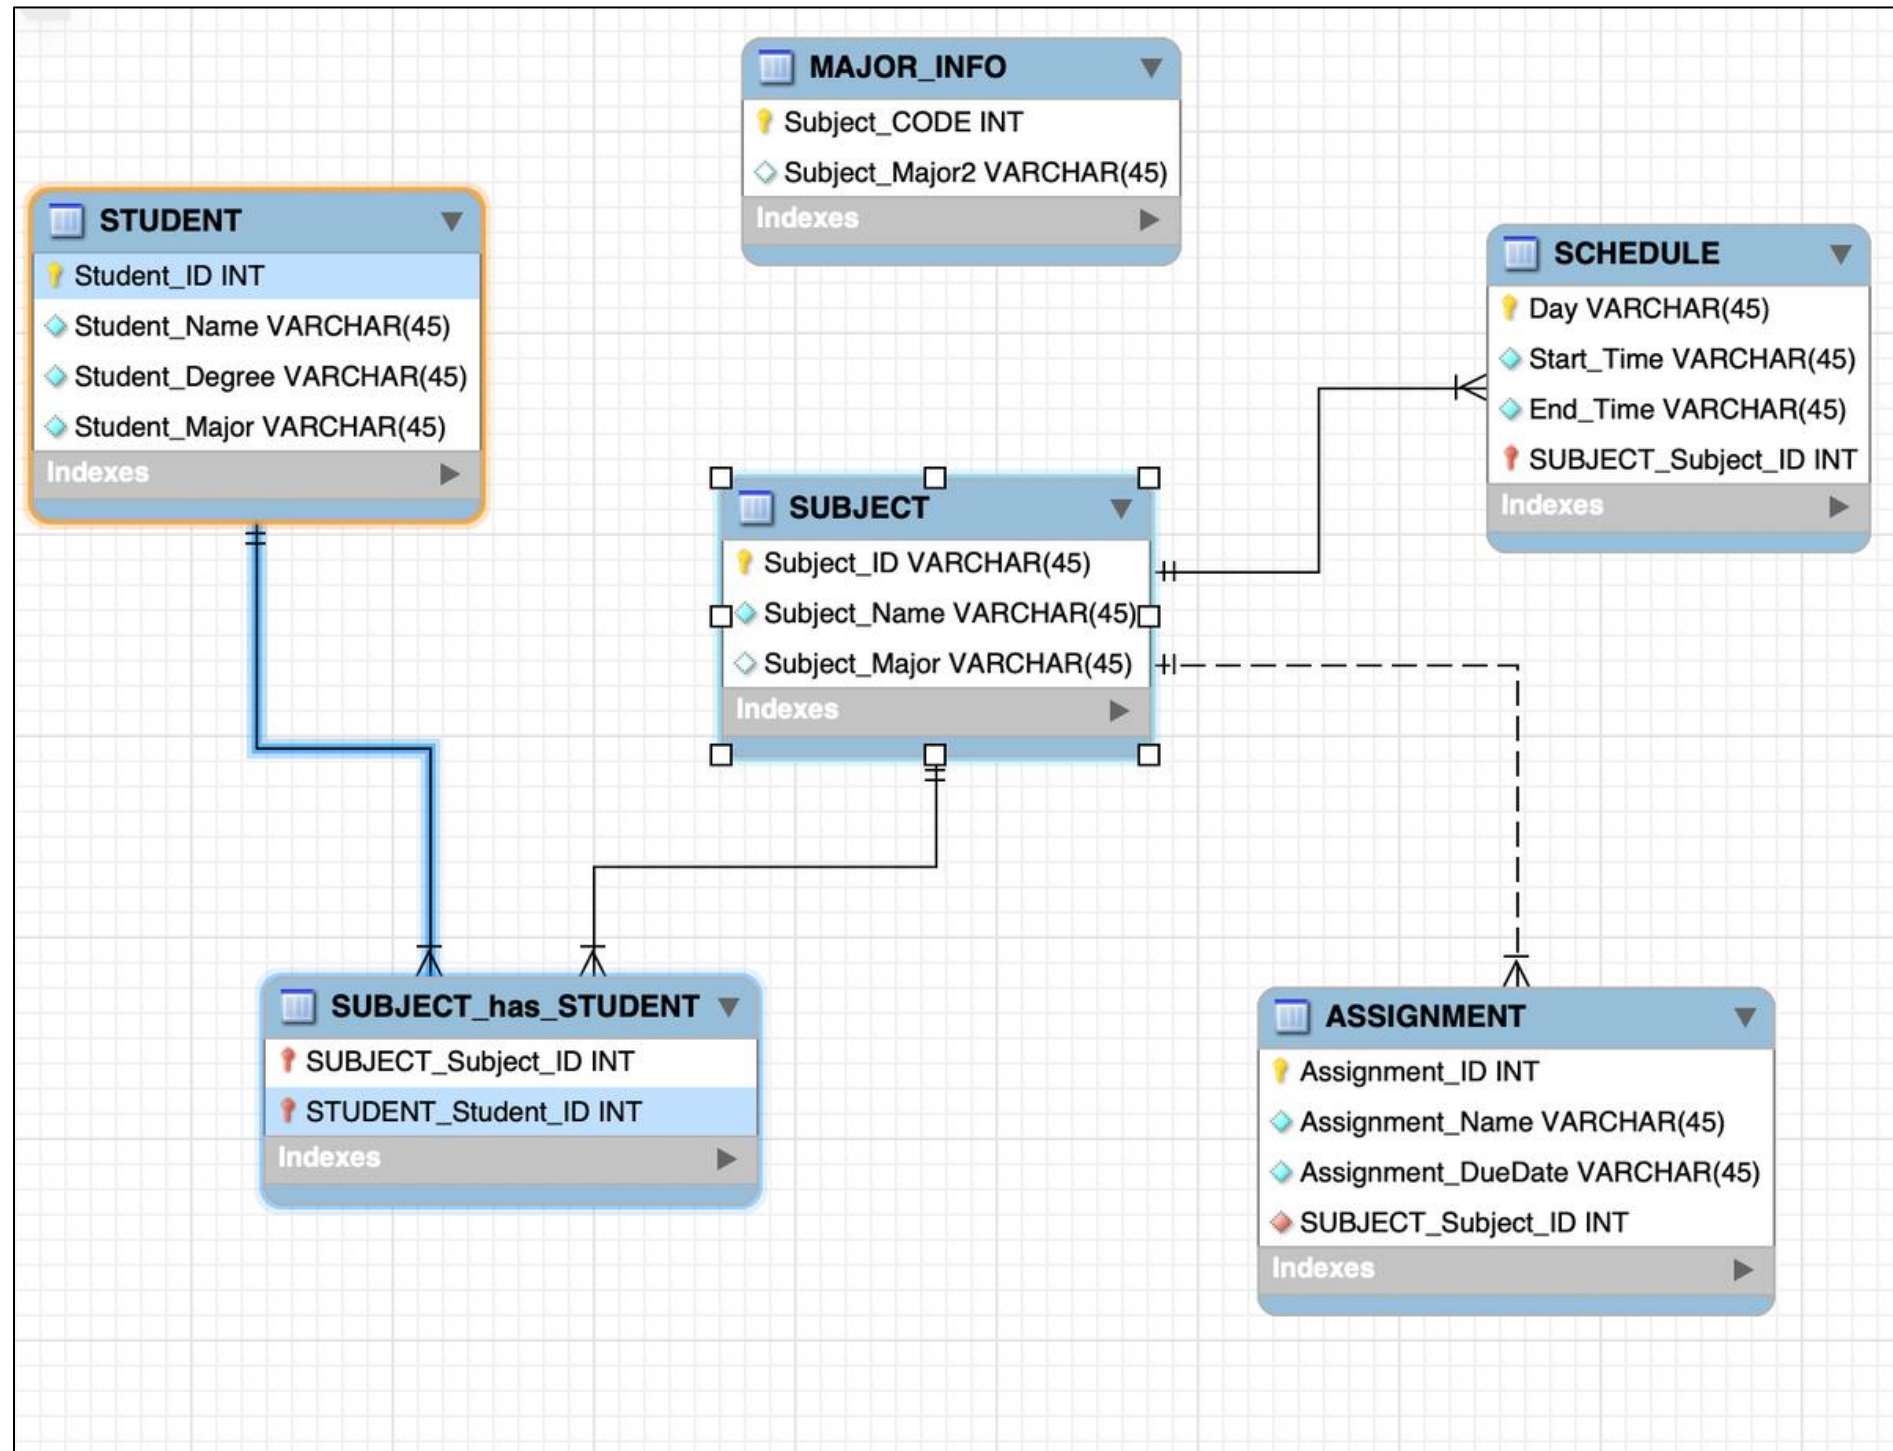 MAJOR_INFO
Subject_CODE INT
Subject_Major2 VARCHAR(45)
Indexes
STUDENT
Student_ID INT
Student_Name VARCHAR(45)
Student_Degree VARCHAR(45)
Student_Major VARCHAR(45)
Indexes
SCHEDULE
Day VARCHAR(45)
Start_Time VARCHAR(45)
End_Time VARCHAR(45)
SUBJECT_Subject_ID INT
Indexes
SUBJECT
Subject_ID VARCHAR(45)
Subject_Name VARCHAR(45)
Subject_Major VARCHAR(45)
Indexes
SUBJECT_has_STUDENT
SUBJECT_Subject_ID INT
STUDENT_Student_ID INT
Indexes
ASSIGNMENT
Assignment_ID INT
Assignment_Name VARCHAR(45)
Assignment_DueDate VARCHAR(45)
SUBJECT_Subject_ID INT
Indexes